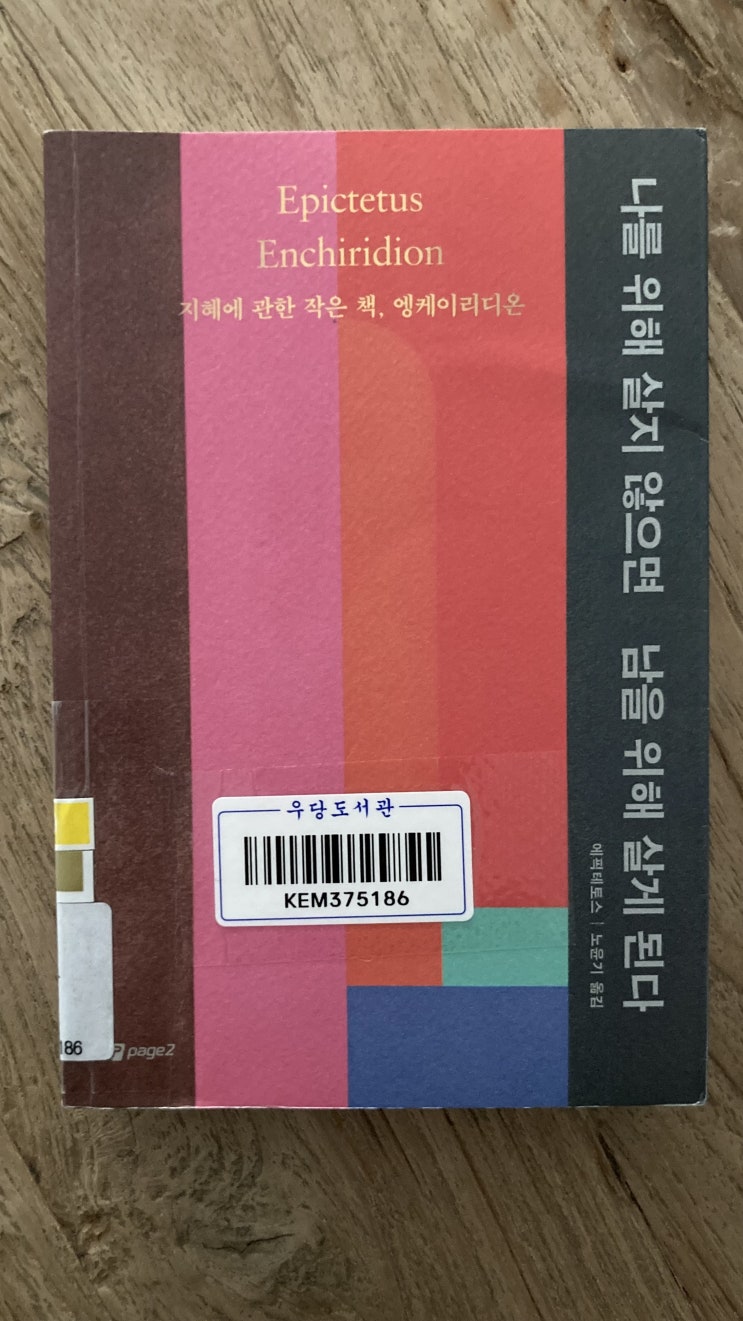 Epictetus
Enchiridion
지혜에 관한 작은 책, 엥케이리디온
나를 위해 살지 않으면 남을 위해 살게 된다
에픽테토스 | 노윤기 옮김
우당도서관
KEM375186
186
page2